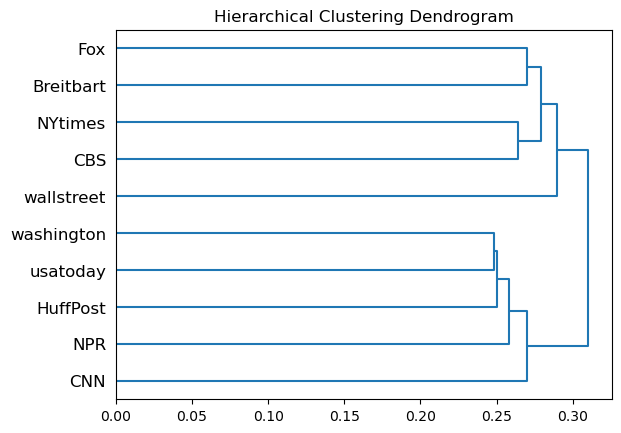 Hierarchical Clustering Dendrogram
Fox
Breitbart
NYtimes
CBS
wallstreet
washington
usatoday
HuffPost
NPR
CNN
0.00 0.05 0.10 0.15 0.20 0.25 0.30